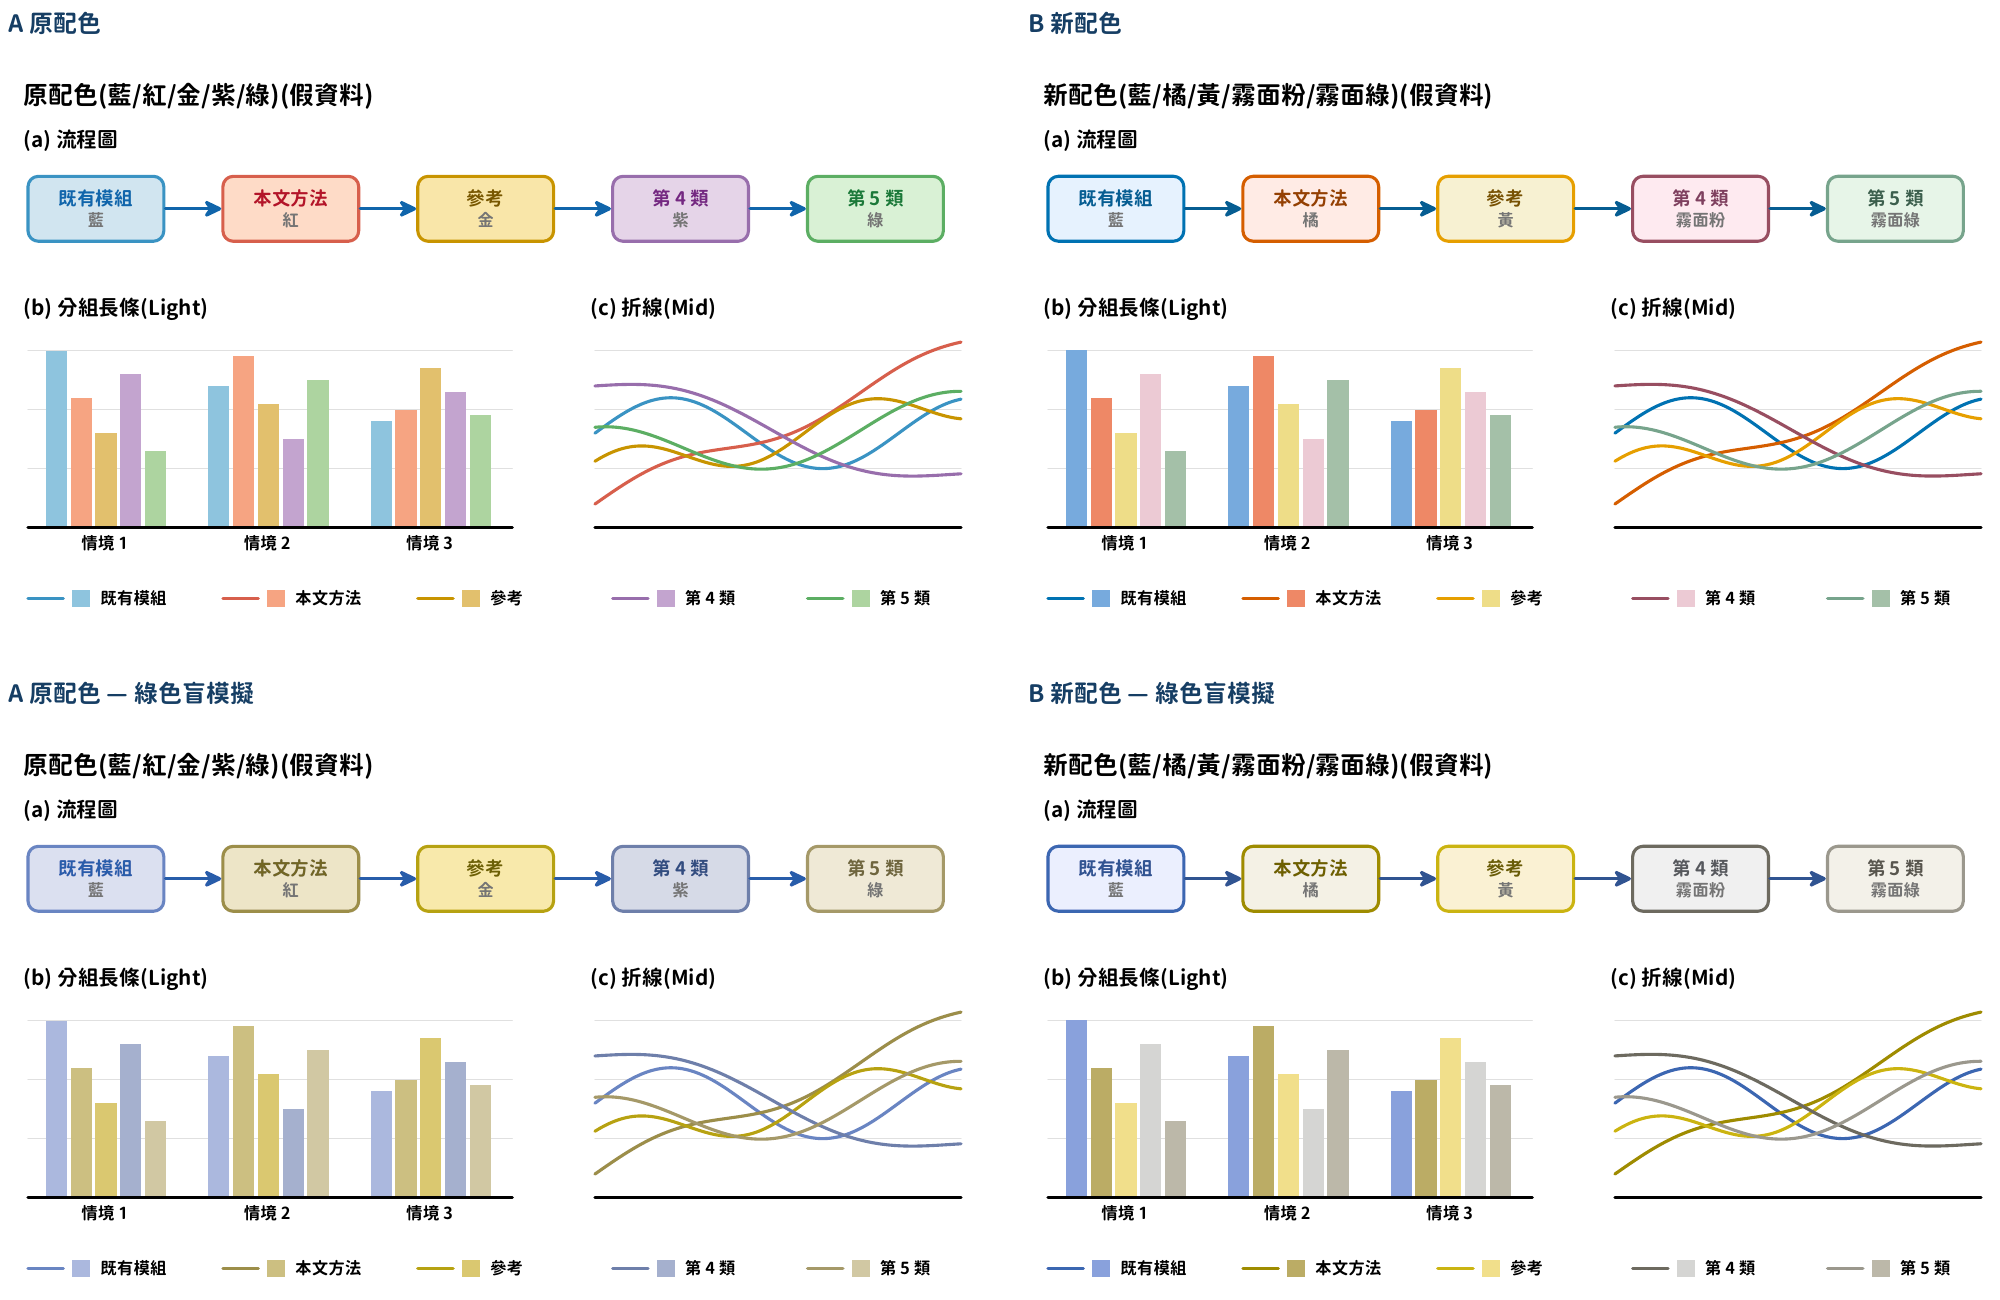 A 原配色
原配色(藍/紅/金/紫/綠)(假資料)
(a) 流程圖
既有模組
藍
本文方法
紅
參考
金
第 4 類
紫
第 5 類
綠
(b) 分組長條(Light)
情境 1
情境 2
情境 3
(c) 折線(Mid)
既有模組
本文方法
參考
第 4 類
第 5 類
B 新配色
新配色(藍/橘/黃/霧面粉/霧面綠)(假資料)
(a) 流程圖
既有模組
藍
本文方法
橘
參考
黃
第 4 類
霧面粉
第 5 類
霧面綠
(b) 分組長條(Light)
情境 1
情境 2
情境 3
(c) 折線(Mid)
既有模組
本文方法
參考
第 4 類
第 5 類
A 原配色 — 綠色盲模擬
原配色(藍/紅/金/紫/綠)(假資料)
(a) 流程圖
既有模組
藍
本文方法
紅
參考
金
第 4 類
紫
第 5 類
綠
(b) 分組長條(Light)
情境 1
情境 2
情境 3
(c) 折線(Mid)
既有模組
本文方法
參考
第 4 類
第 5 類
B 新配色 — 綠色盲模擬
新配色(藍/橘/黃/霧面粉/霧面綠)(假資料)
(a) 流程圖
既有模組
藍
本文方法
橘
參考
黃
第 4 類
霧面粉
第 5 類
霧面綠
(b) 分組長條(Light)
情境 1
情境 2
情境 3
(c) 折線(Mid)
既有模組
本文方法
參考
第 4 類
第 5 類